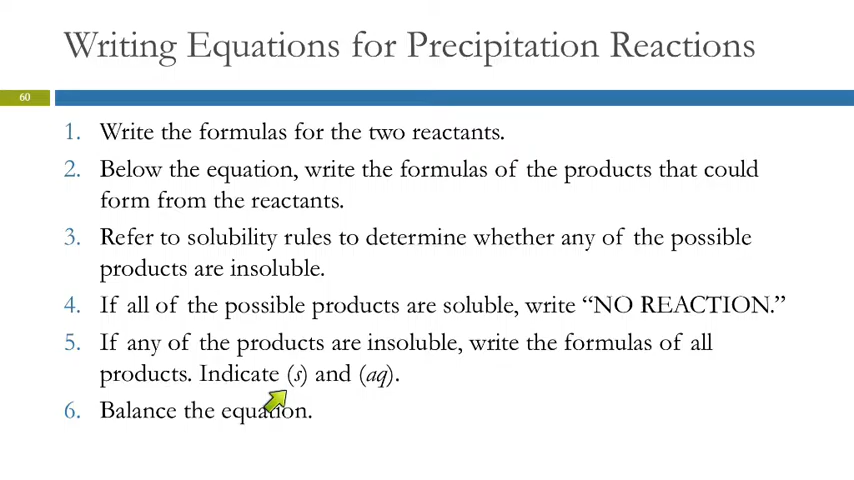 Writing Equations for Precipitation Reactions
60
1. Write the formulas for the two reactants.
2. Below the equation, write the formulas of the products that could
form from the reactants.
3. Refer to solubility rules to determine whether any of the possible
products are insoluble.
4. If all of the possible products are soluble, write “NO REACTION.”
5. If any of the products are insoluble, write the formulas of all
products. Indicate (s) and (aq).
6. Balance the equation.